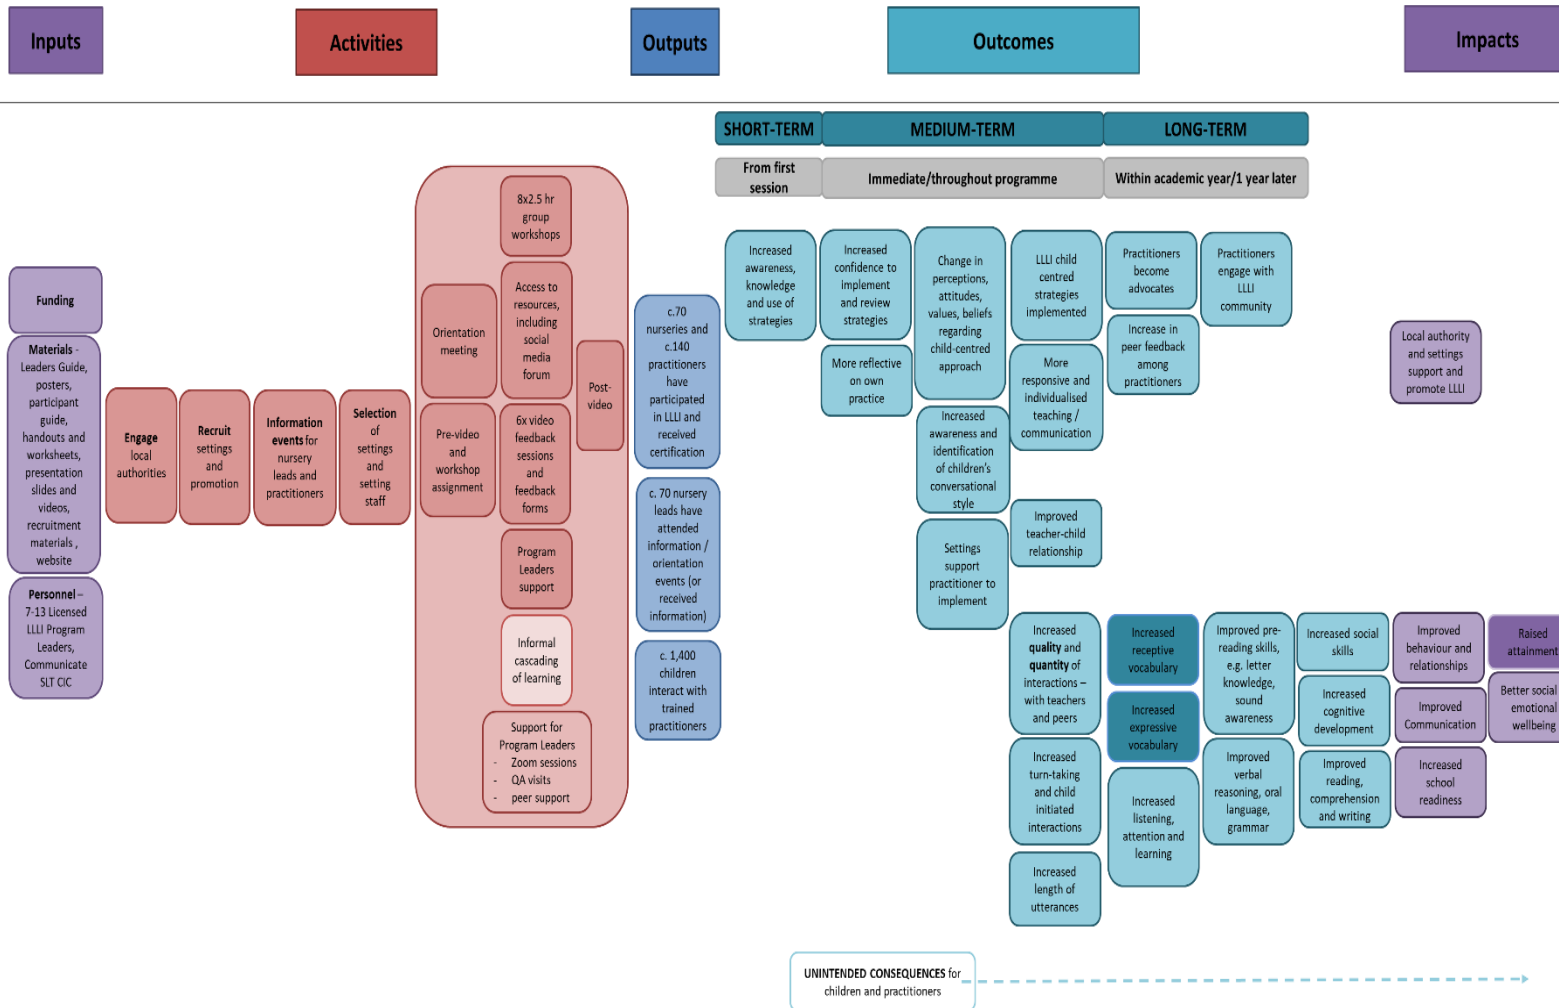 Inputs
Activities
Outputs
Outcomes
Impacts
SHORT-TERM
MEDIUM-TERM
LONG-TERM
From first
session
Immediate/throughout programme
Within academic year/1 year later
Funding
Materials -
Leaders Guide,
posters,
participant
guide,
handouts and
worksheets,
presentation
slides and
videos,
recruitment
materials ,
website
Personnel –
7-13 Licensed
LLLI Program
Leaders,
Communicate
SLT CIC
Engage
local
authorities
Recruit
settings
and
promotion
Information
events for
nursery
leads and
practitioners
Selection
of
settings
and
setting
staff
Orientation
meeting
Pre-video
and
workshop
assignment
8x2.5 hr
group
workshops
Access to
resources,
including
social
media
forum
6x video
feedback
sessions
and
feedback
forms
Program
Leaders
support
Informal
cascading
of learning
Support for
Program Leaders
- Zoom sessions
- QA visits
- peer support
Post-
video
c.70
nurseries and
c.140
practitioners
have
participated
in LLLI and
received
certification
c. 70 nursery
leads have
attended
information /
orientation
events (or
received
information)
c. 1,400
children
interact with
trained
practitioners
Increased
awareness,
knowledge
and use of
strategies
Increased
confidence to
implement
and review
strategies
More reflective
on own
practice
Change in
perceptions,
attitudes,
values, beliefs
regarding
child-centred
approach
Increased
awareness and
identification
of children's
conversational
style
Settings
support
practitioner to
implement
LLLI child
centred
strategies
implemented
More
responsive and
individualised
teaching /
communication
Improved
teacher-child
relationship
Increased
quality and
quantity of
interactions –
with teachers
and peers
Increased
turn-taking
and child
initiated
interactions
Increased
length of
utterances
Practitioners
become
advocates
Increase in
peer feedback
among
practitioners
Practitioners
engage with
LLLI
community
Increased
receptive
vocabulary
Increased
expressive
vocabulary
Increased
listening,
attention and
learning
Improved pre-
reading skills,
e.g. letter
knowledge,
sound
awareness
Improved
verbal
reasoning, oral
language,
grammar
Increased social
skills
Increased
cognitive
development
Improved
reading,
comprehension
and writing
Local authority
and settings
support and
promote LLLI
Improved
behaviour and
relationships
Improved
Communication
Increased
school
readiness
Raised
attainment
Better social
emotional
wellbeing
UNINTENDED CONSEQUENCES for
children and practitioners